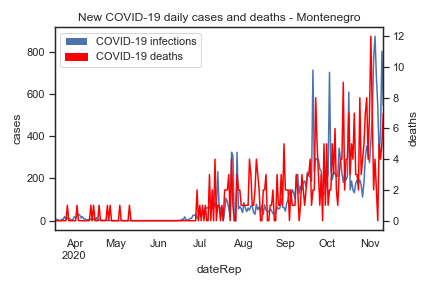 New COVID-19 daily cases and deaths - Montenegro
COVID-19 infections
COVID-19 deaths
cases
800
600
400
200
0
deaths
12
10
8
6
4
2
0
Apr May Jun Jul Aug Sep Oct Nov
2020
dateRep